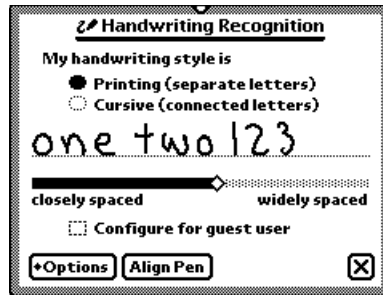 Handwriting Recognition
My handwriting style is
Printing (separate letters)
Cursive (connected letters)
one two 123
closely spaced widely spaced
Configure for guest user
Options Align Pen